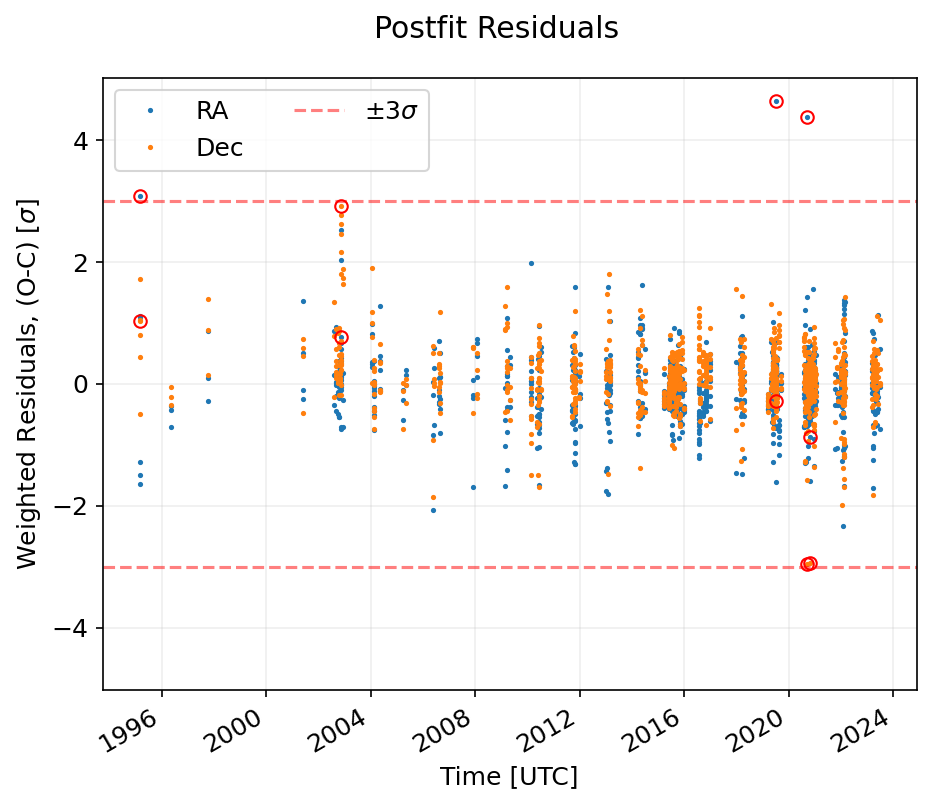 Postfit Residuals
RA
Dec
±3σ
Weighted Residuals, (O-C) [σ]
4
2
0
−2
−4
1996
2000
2004
2008
2012
2016
2020
2024
Time [UTC]